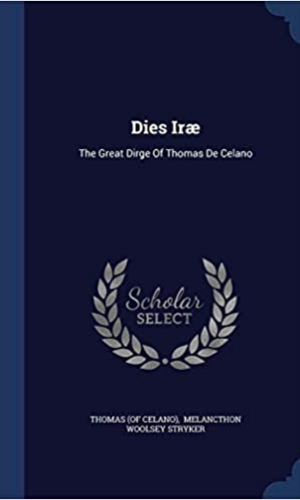 Dies Iræ
The Great Dirge Of Thomas De Celano
Scholar
SELECT
THOMAS (OF CELANO), MELANCTHON
WOOLSEY STRYKER